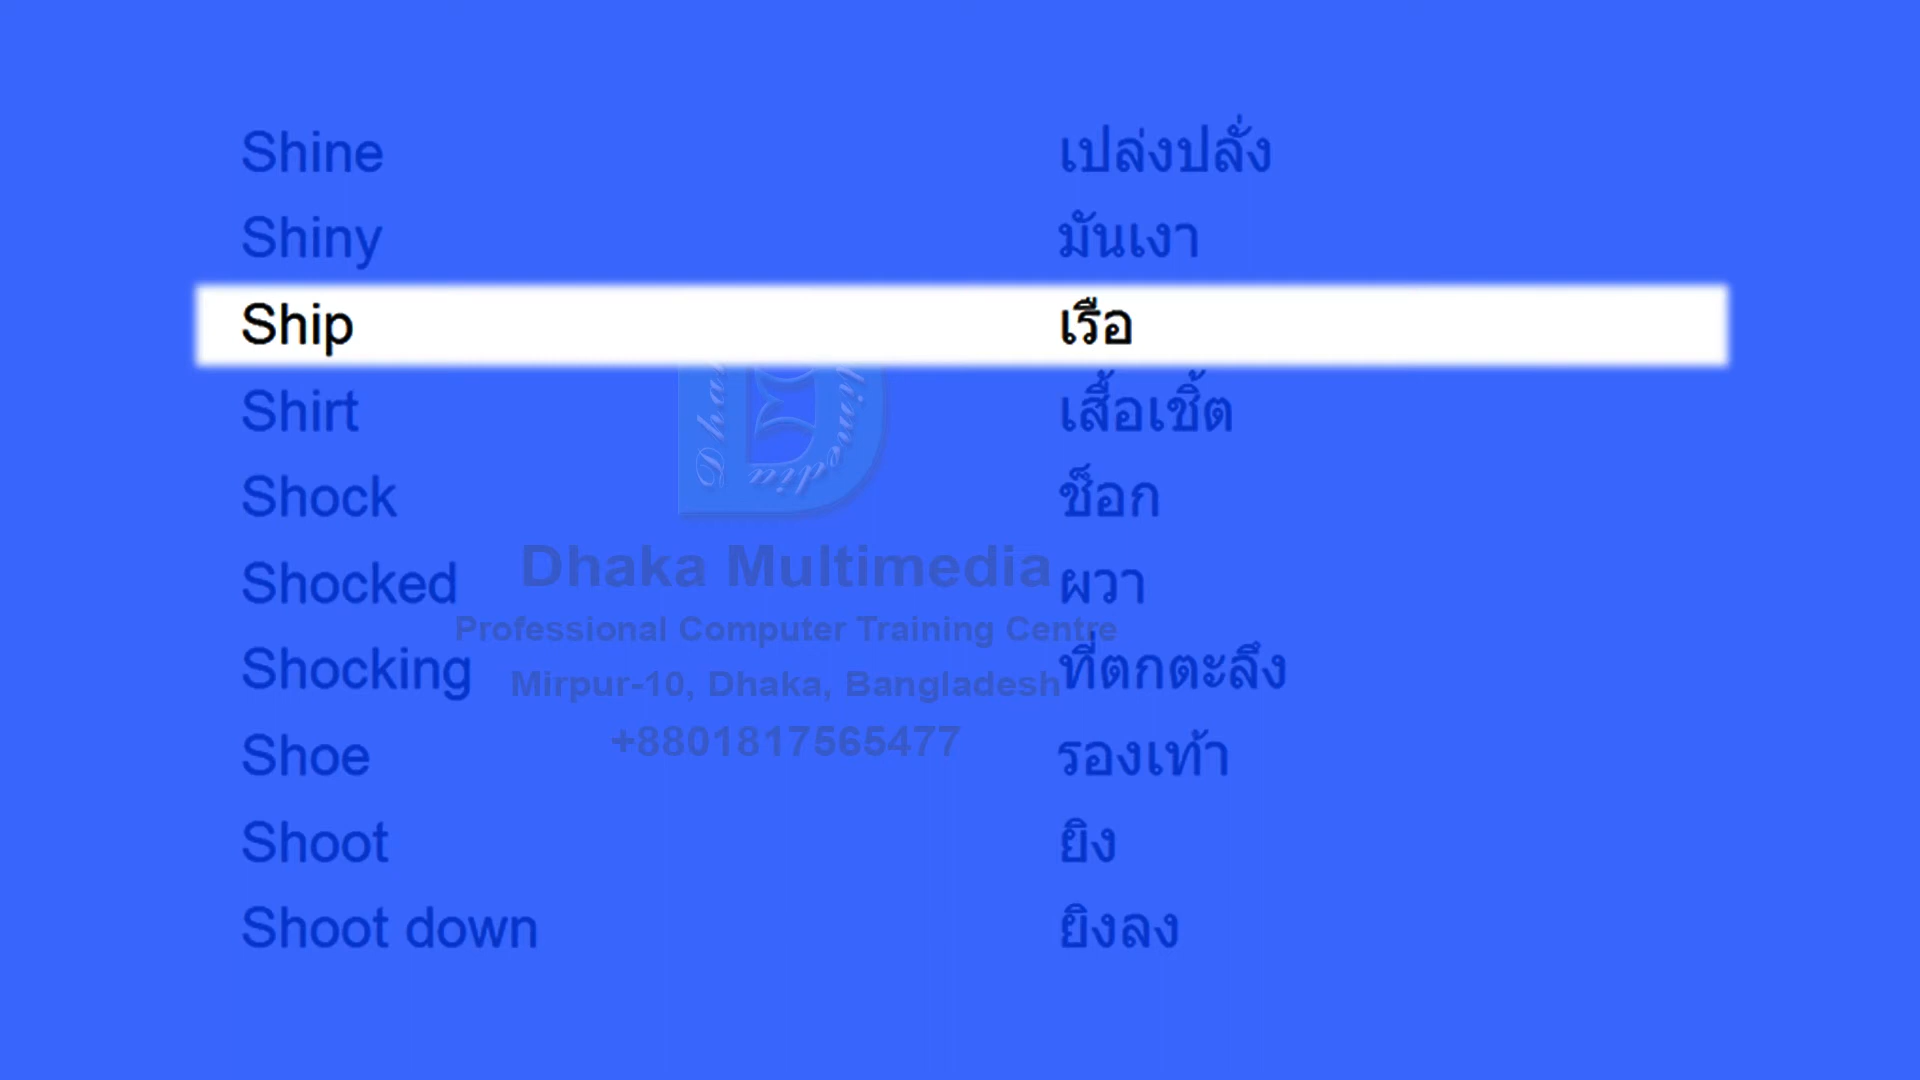 Shine เปล่งปลั่ง
Shiny มันเงา
Ship เรือ
Shirt เสื้อเชิ้ต
Shock ช็อก
Shocked ผวา
Shocking ที่ตกตะลึง
Shoe รองเท้า
Shoot ยิง
Shoot down ยิงลง
Dhaka Multimedia
Professional Computer Training Centre
Mirpur-10, Dhaka, Bangladesh
+8801817565477